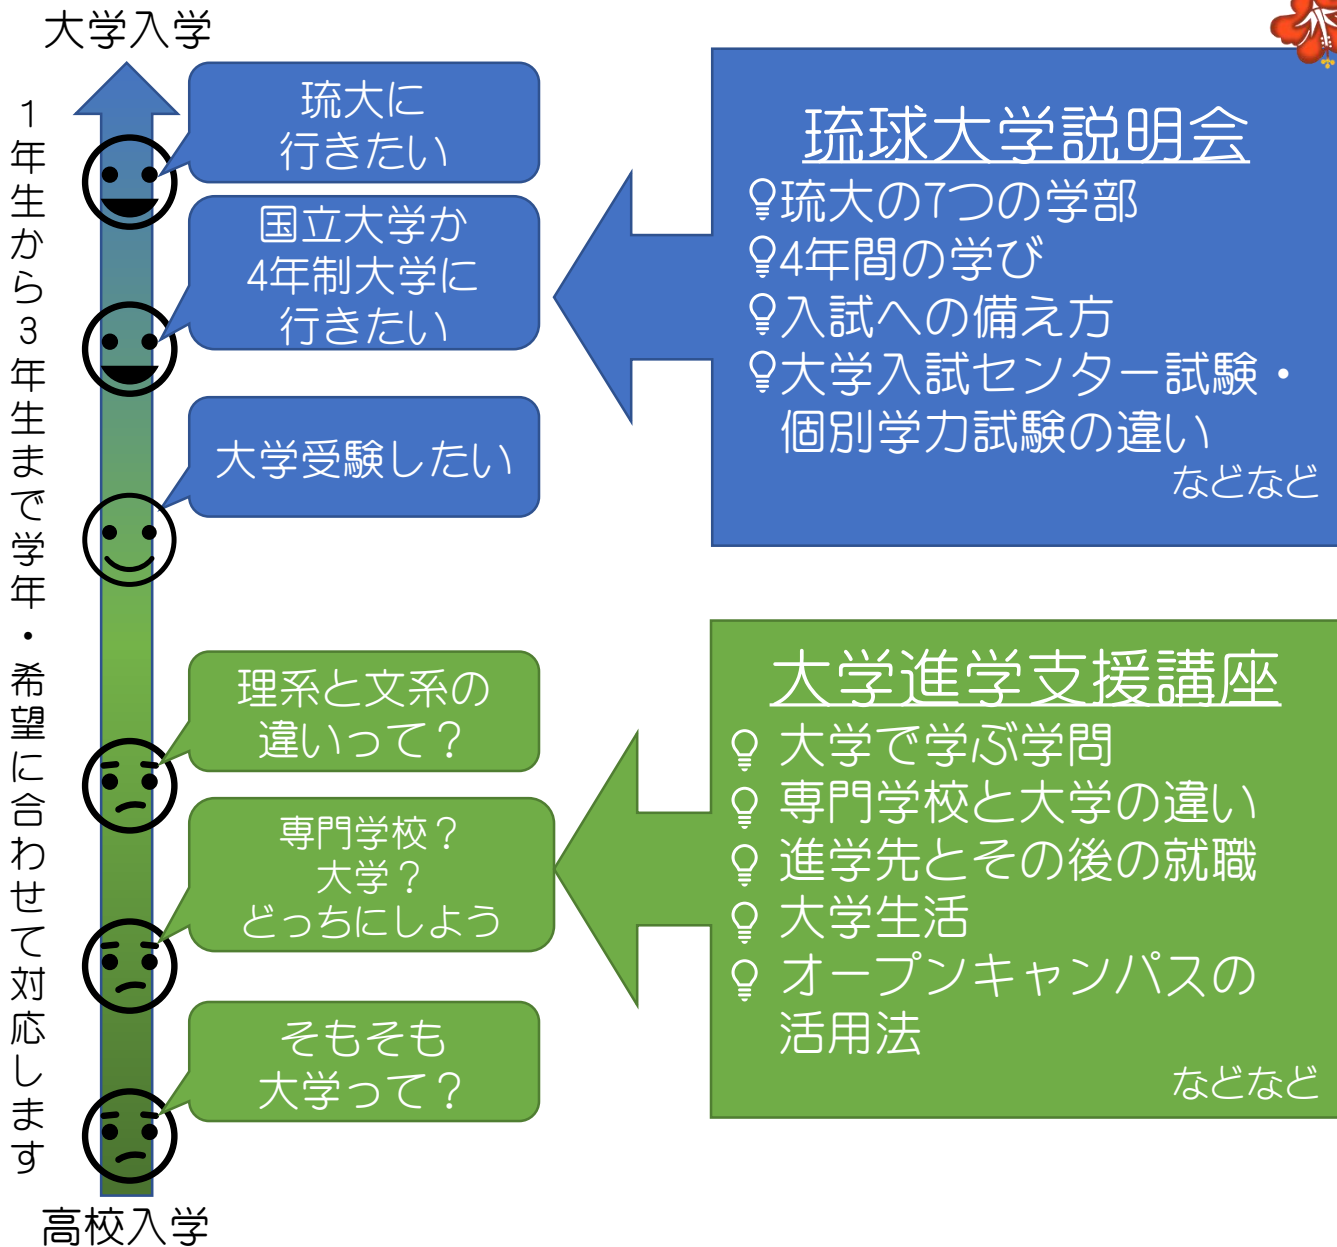 大学入学
1年生から3年生まで学年・希望に合わせて対応します
琉大に
行きたい
国立大学か
4年制大学に
行きたい
大学受験したい
理系と文系の
違いって？
専門学校？
大学？
どっちにしよう
そもそも
大学って？
高校入学
琉球大学説明会
琉大の7つの学部
4年間の学び
入試への備え方
大学入試センター試験・
個別学力試験の違い
などなど
大学進学支援講座
大学で学ぶ学問
専門学校と大学の違い
進学先とその後の就職
大学生活
オープンキャンパスの
活用法
などなど